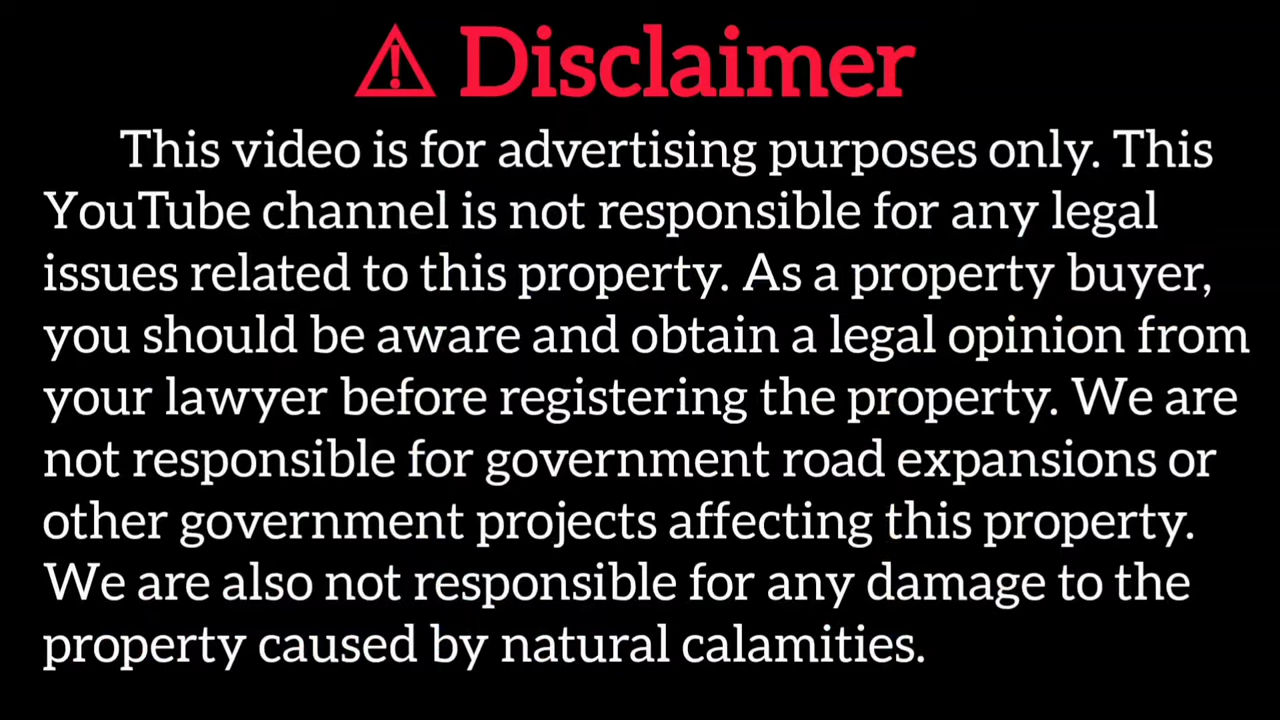 ⚠ Disclaimer
This video is for advertising purposes only. This
YouTube channel is not responsible for any legal
issues related to this property. As a property buyer,
you should be aware and obtain a legal opinion from
your lawyer before registering the property. We are
not responsible for government road expansions or
other government projects affecting this property.
We are also not responsible for any damage to the
property caused by natural calamities.